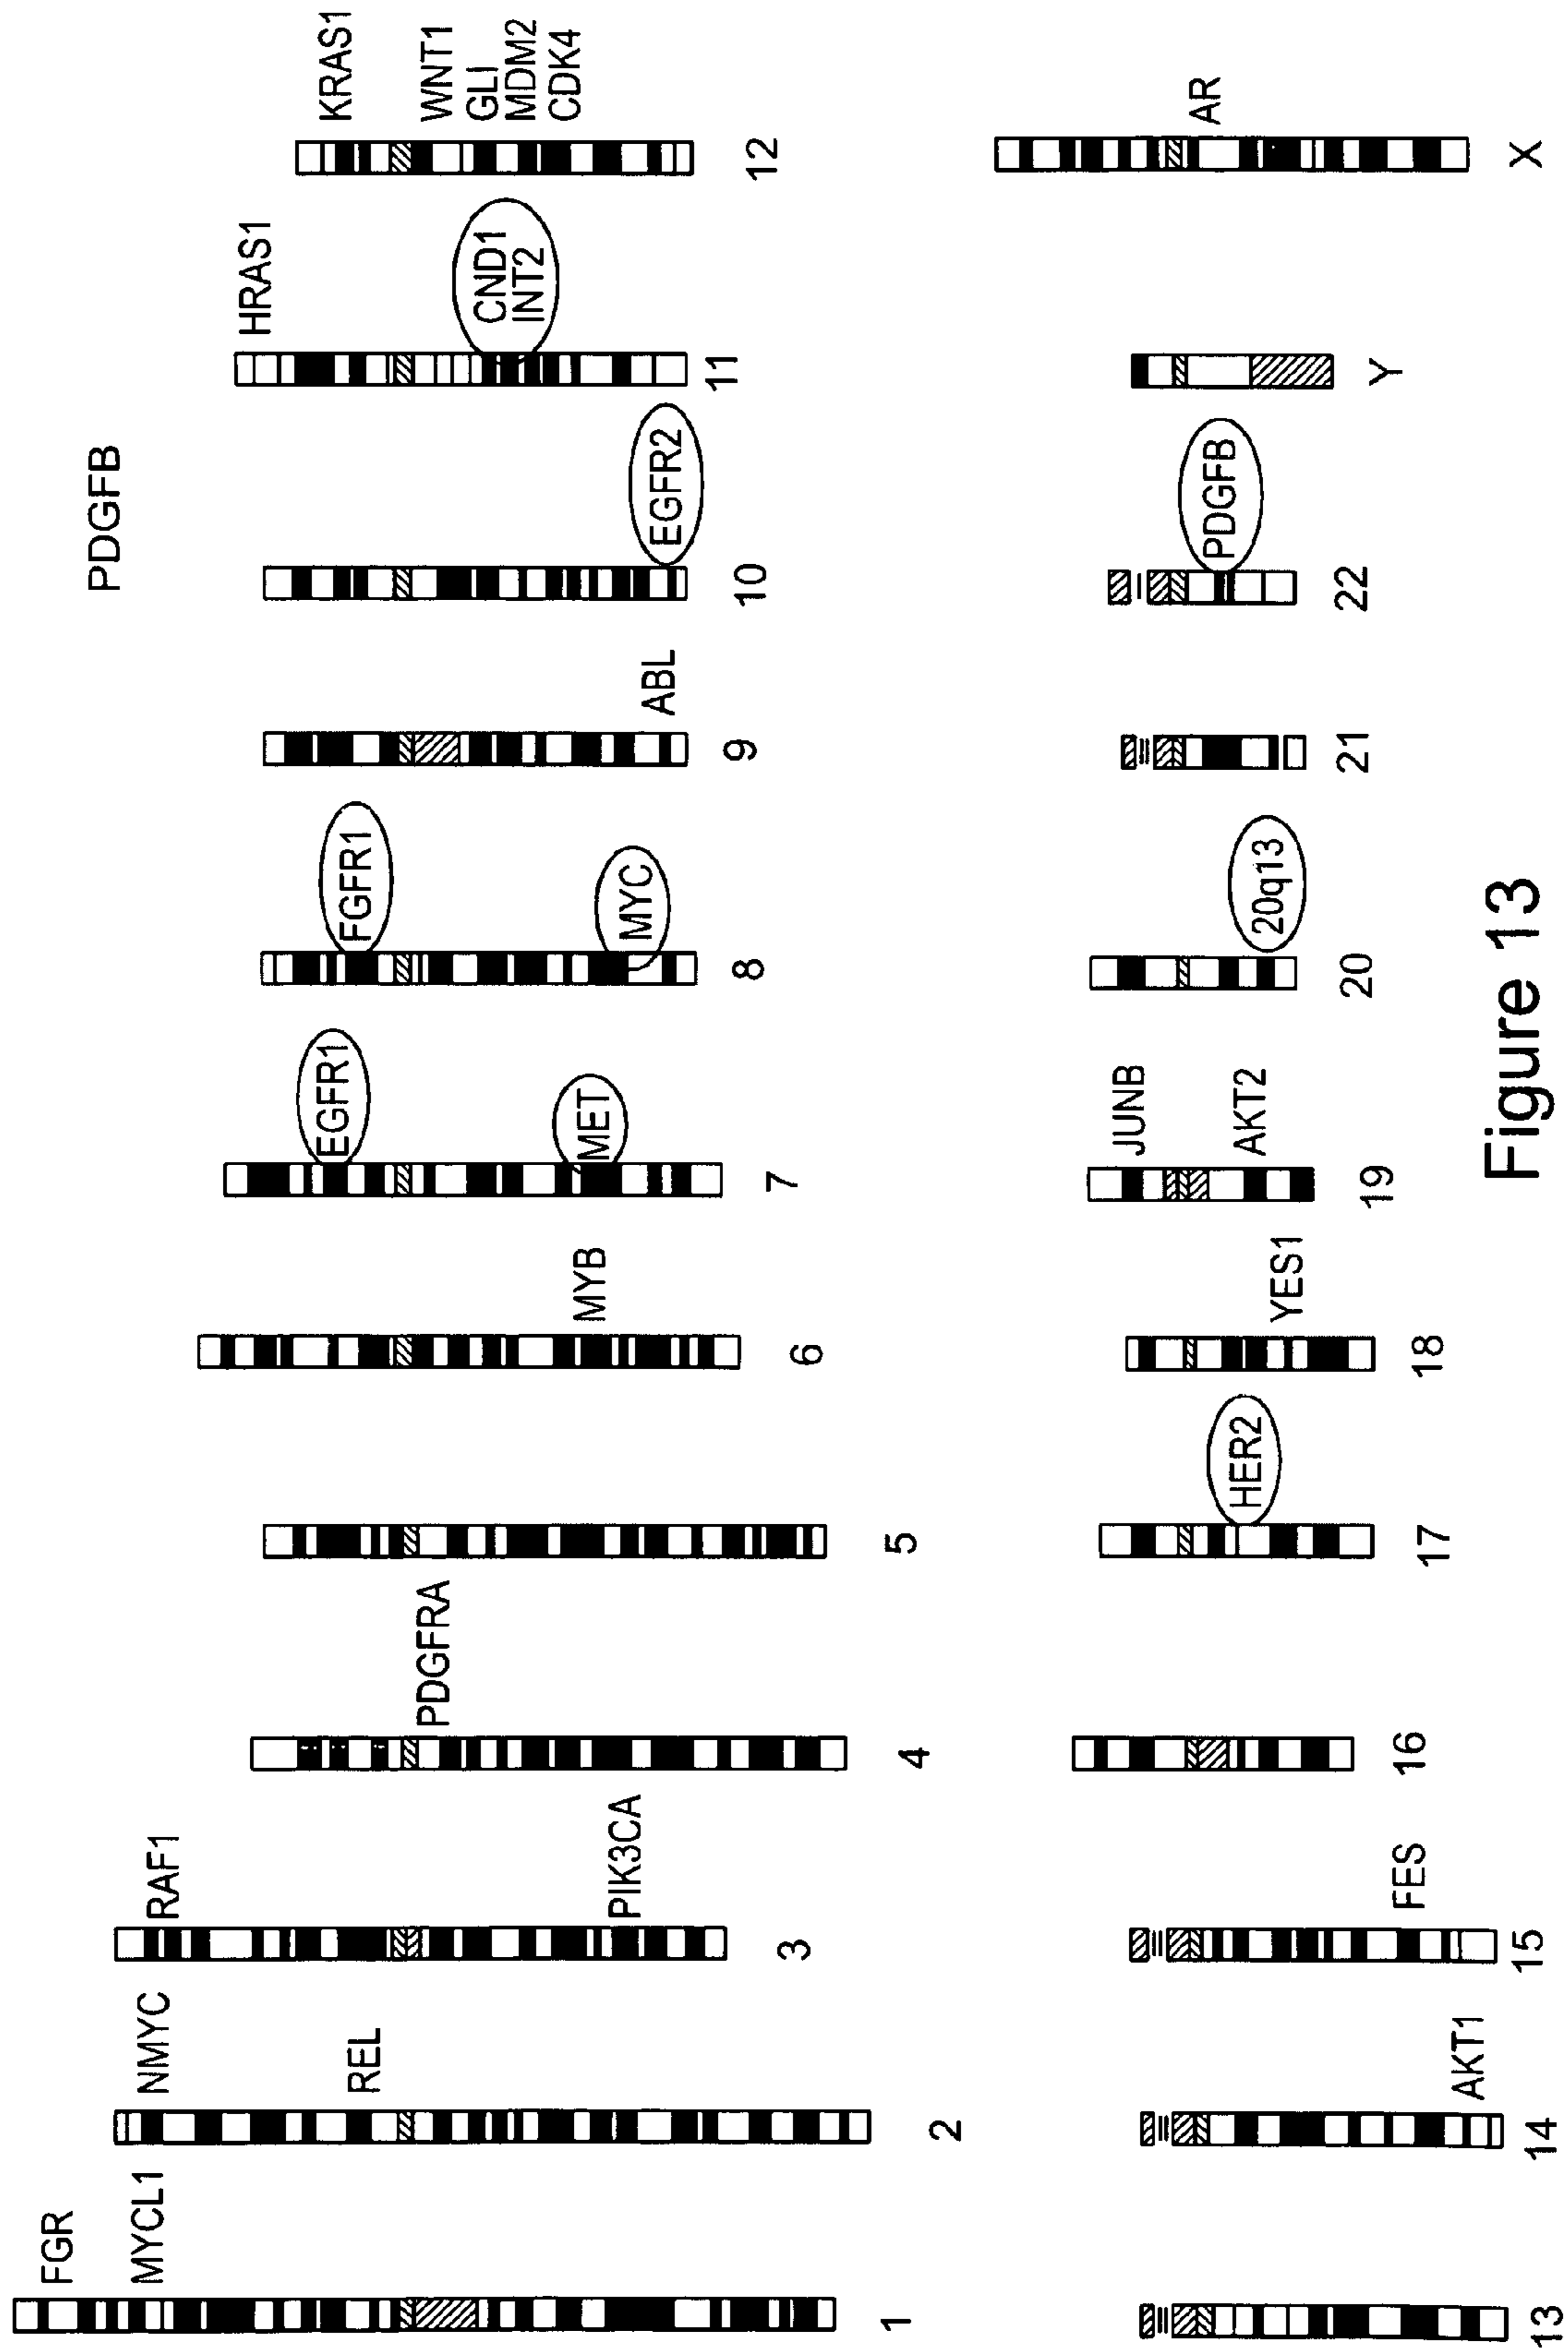 PDGFB
FGR
MYCL1
1
NMYC
REL
2
RAF1
PIK3CA
3
PDGFRA
4
5
MYB
6
EGFR1
MET
7
FGFR1
MYC
8
ABL
9
EGFR2
10
HRAS1
CND1
INT2
11
KRAS1
WNT1
GLI
MDM2
CDK4
12
13
AKT1
14
FES
15
16
HER2
17
YES1
18
JUNB
AKT2
19
20q13
20
21
PDGFB
22
Y
AR
X
Figure 13